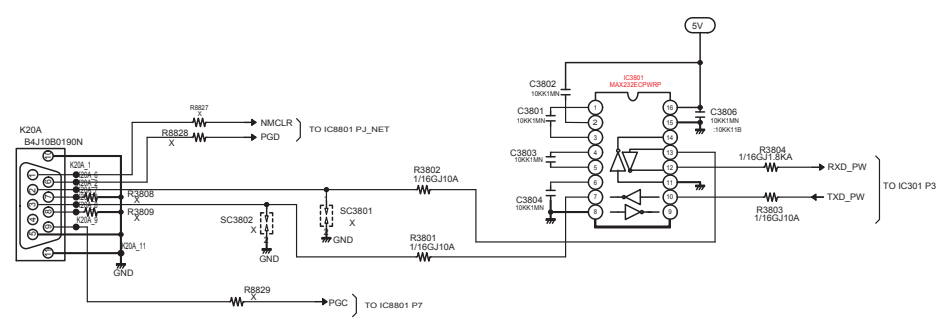 5V
IC3801
MAX232ECPWRP
C3802
10KK1MN
C3801
10KK1MN
C3803
10KK1MN
C3804
10KK1MN
C3806
10KK1MN
:10KK11B
1
2
3
4
5
6
7
8
16
15
14
13
12
11
10
9
R3804
1/16GJ1.8KA
RXD_PW
TO IC301 P3
TXD_PW
R3803
1/16GJ10A
R8827
X
NMCLR
TO IC8801 PJ_NET
R8828
X
PGD
K20A
B4J10B0190N
K20A_1
R3808
X
R3809
X
K20A_9
K20A_11
GND
R3802
1/16GJ10A
SC3802
X
2
GND
SC3801
X
2
GND
R3801
1/16GJ10A
R8829
X
PGC
TO IC8801 P7